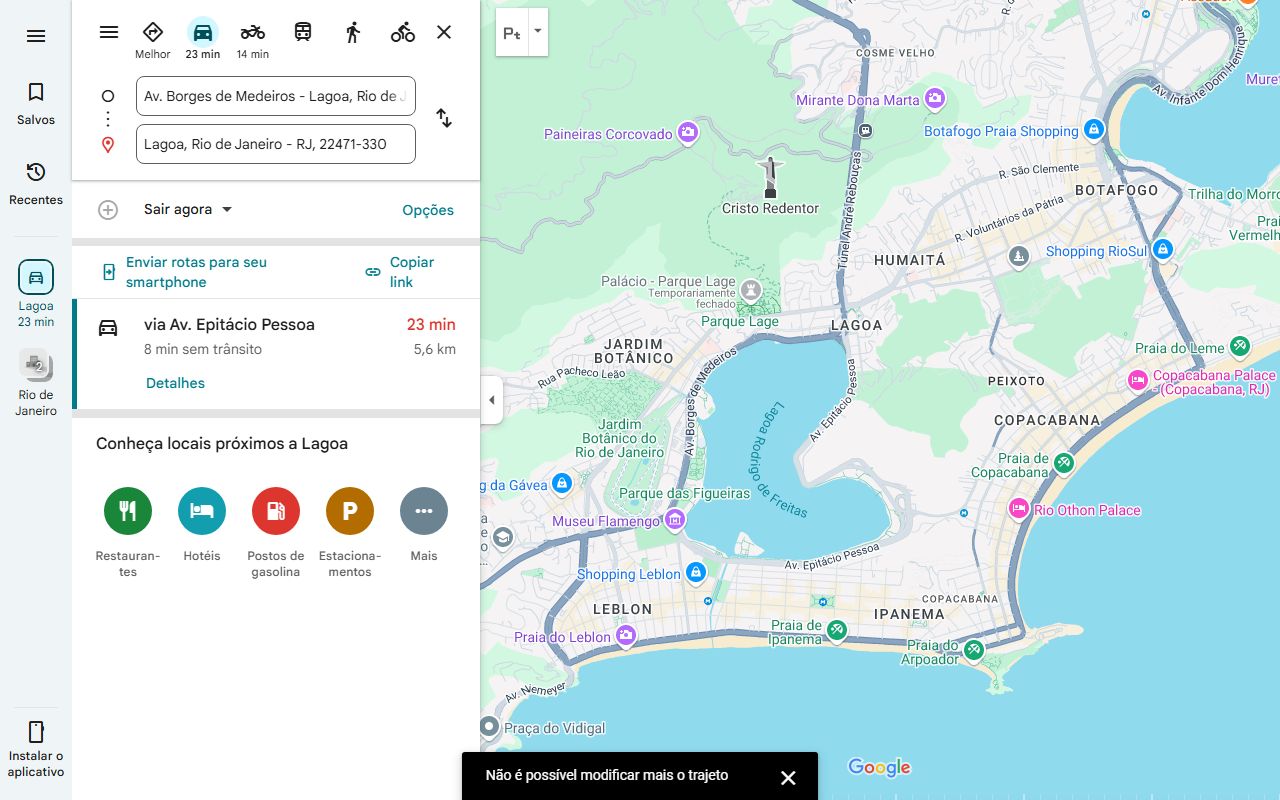 Salvos
Recentes
Lagoa
23 min
2
Rio de
Janeiro
Instalar o
aplicativo
Melhor
23 min
14 min
Av. Borges de Medeiros - Lagoa, Rio de J
Lagoa, Rio de Janeiro - RJ, 22471-330
Sair agora
Opções
Enviar rotas para seu
smartphone
Copiar
link
via Av. Epitácio Pessoa
23 min
8 min sem trânsito
5,6 km
Detalhes
Conheça locais próximos a Lagoa
P
Restauran-
tes
Hotéis
Postos de
gasolina
Estaciona-
mentos
Mais
COSME VELHO
Av. Infante Dom Henrique
Muret
Mirante Dona Marta
Paineiras Corcovado
Botafogo Praia Shopping
R. São Clemente
BOTAFOGO
Cristo Redentor
Túnel André Rebouças
R. Voluntários da Pátria
Trilha do Morro
Praia
Vermelh
HUMAITÁ
Shopping RioSul
Palácio - Parque Lage
Temporariamente
fechado
Parque Lage
LAGOA
JARDIM
BOTÂNICO
Rua Pacheco Leão
Praia do Leme
PEIXOTO
Copacabana Palace
- (Copacabana, RJ)
Av. Borges de Medeiros
Av. Epitácio Pessoa
Lagoa Rodrigo de Freitas
COPACABANA
Jardim
Botânico do
Rio de Janeiro
Praia de
Copacabana
g da Gávea
Parque das Figueiras
Museu Flamengo
Rio Othon Palace
Av. Epitácio Pessoa
Shopping Leblon
LEBLON
COPACABANA
IPANEMA
Praia do Leblon
Praia de
Ipanema
Praia do
Arpoador
Av. Niemeyer
Praça do Vidigal
Não é possível modificar mais o trajeto
Google